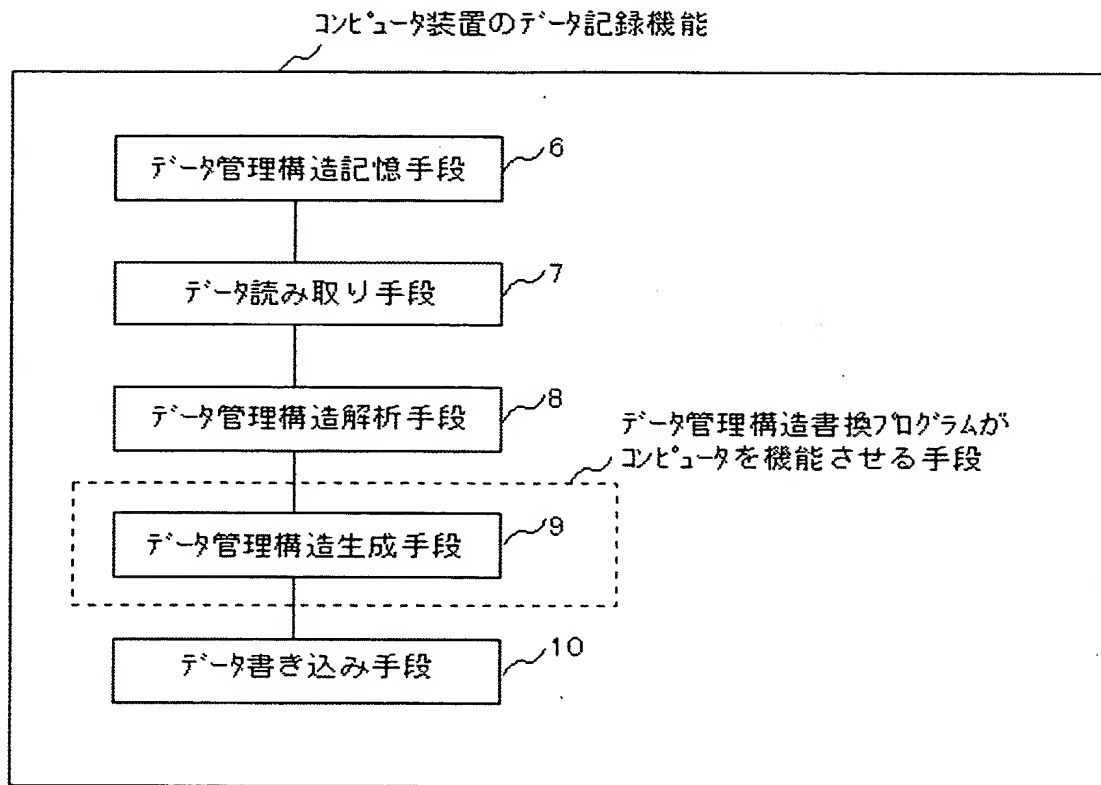 コンピュータ装置のデータ記録機能
データ管理構造記憶手段
6
データ読み取り手段
7
データ管理構造解析手段
8
データ管理構造書換プログラムが
コンピュータを機能させる手段
データ管理構造生成手段
9
データ書き込み手段
10